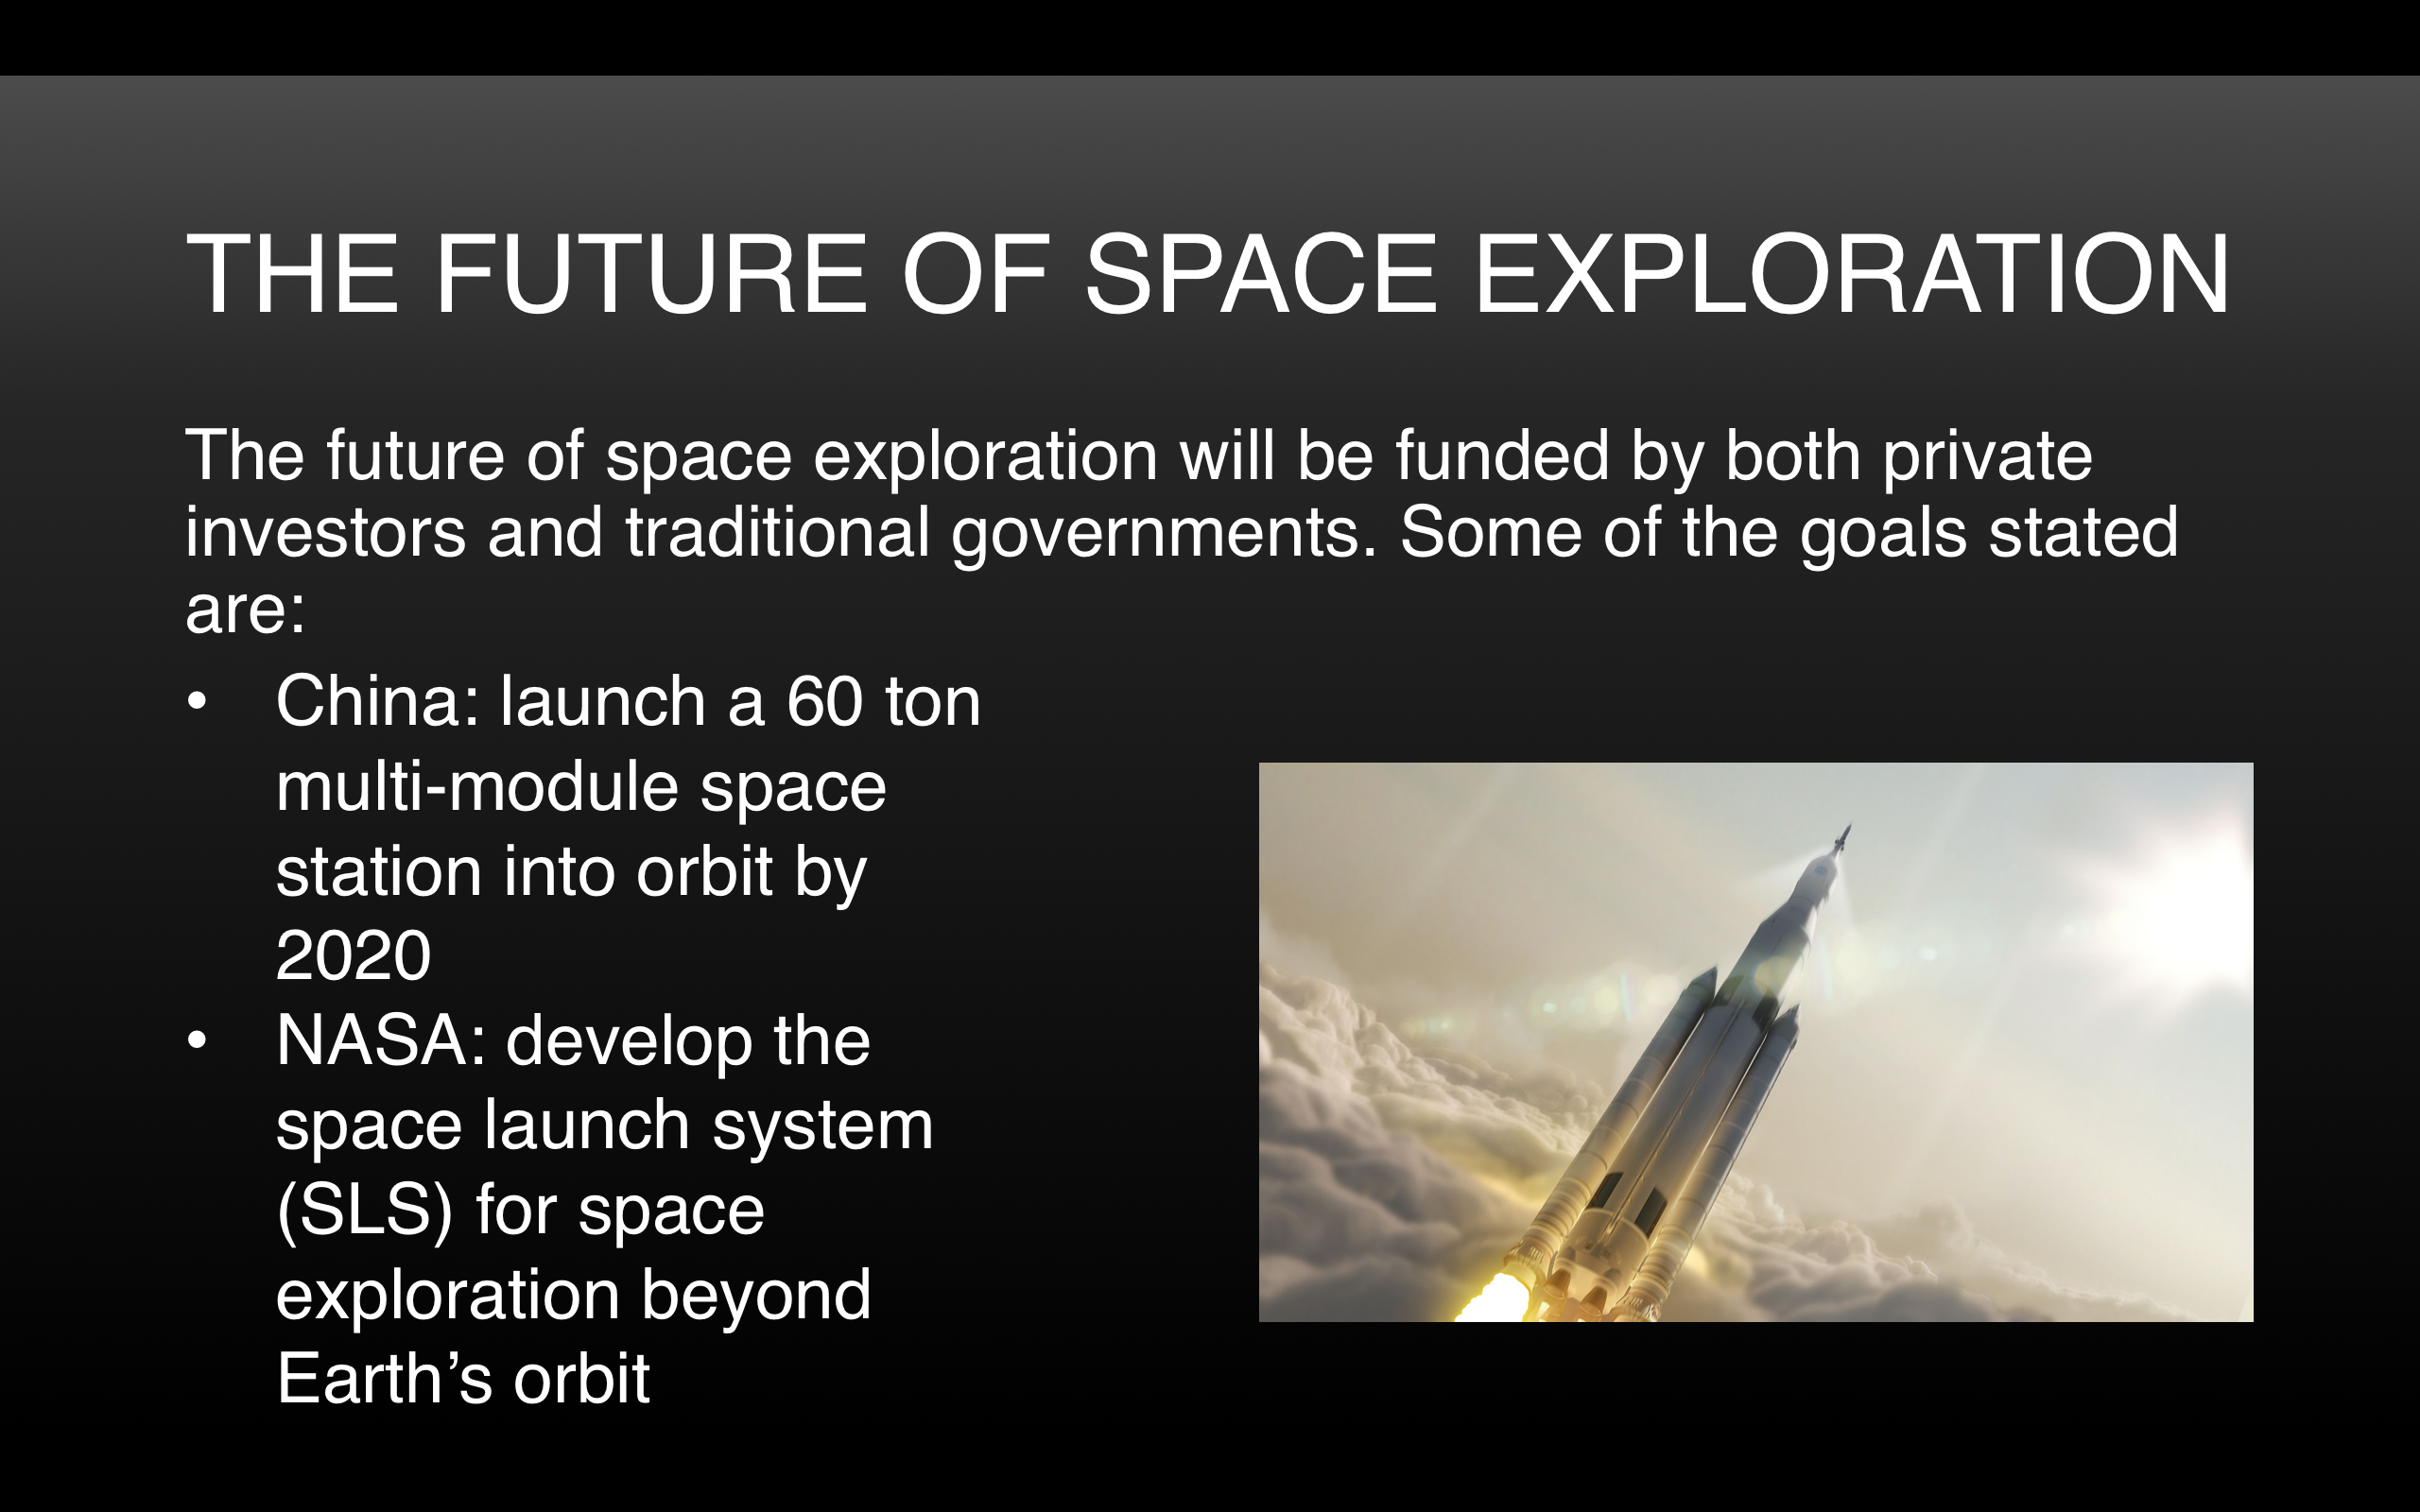 THE FUTURE OF SPACE EXPLORATION
The future of space exploration will be funded by both private
investors and traditional governments. Some of the goals stated
are:
• China: launch a 60 ton
multi-module space
station into orbit by
2020
• NASA: develop the
space launch system
(SLS) for space
exploration beyond
Earth’s orbit